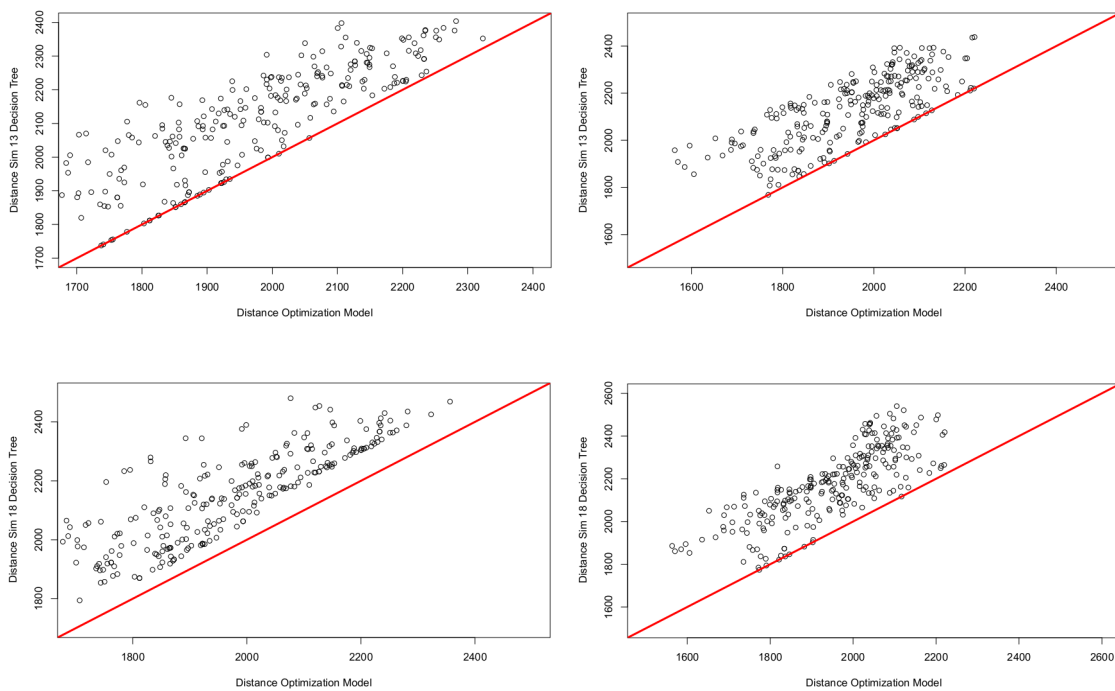 Distance Sim 13 Decision Tree
2400
2300
2200
2100
2000
1900
1800
1700
1700 1800 1900 2000 2100 2200 2300 2400
Distance Optimization Model
Distance Sim 13 Decision Tree
2400
2200
2000
1800
1600
1600 1800 2000 2200 2400
Distance Optimization Model
Distance Sim 18 Decision Tree
2400
2200
2000
1800
1800 2000 2200 2400
Distance Optimization Model
Distance Sim 18 Decision Tree
2600
2400
2200
2000
1800
1600
1600 1800 2000 2200 2400 2600
Distance Optimization Model